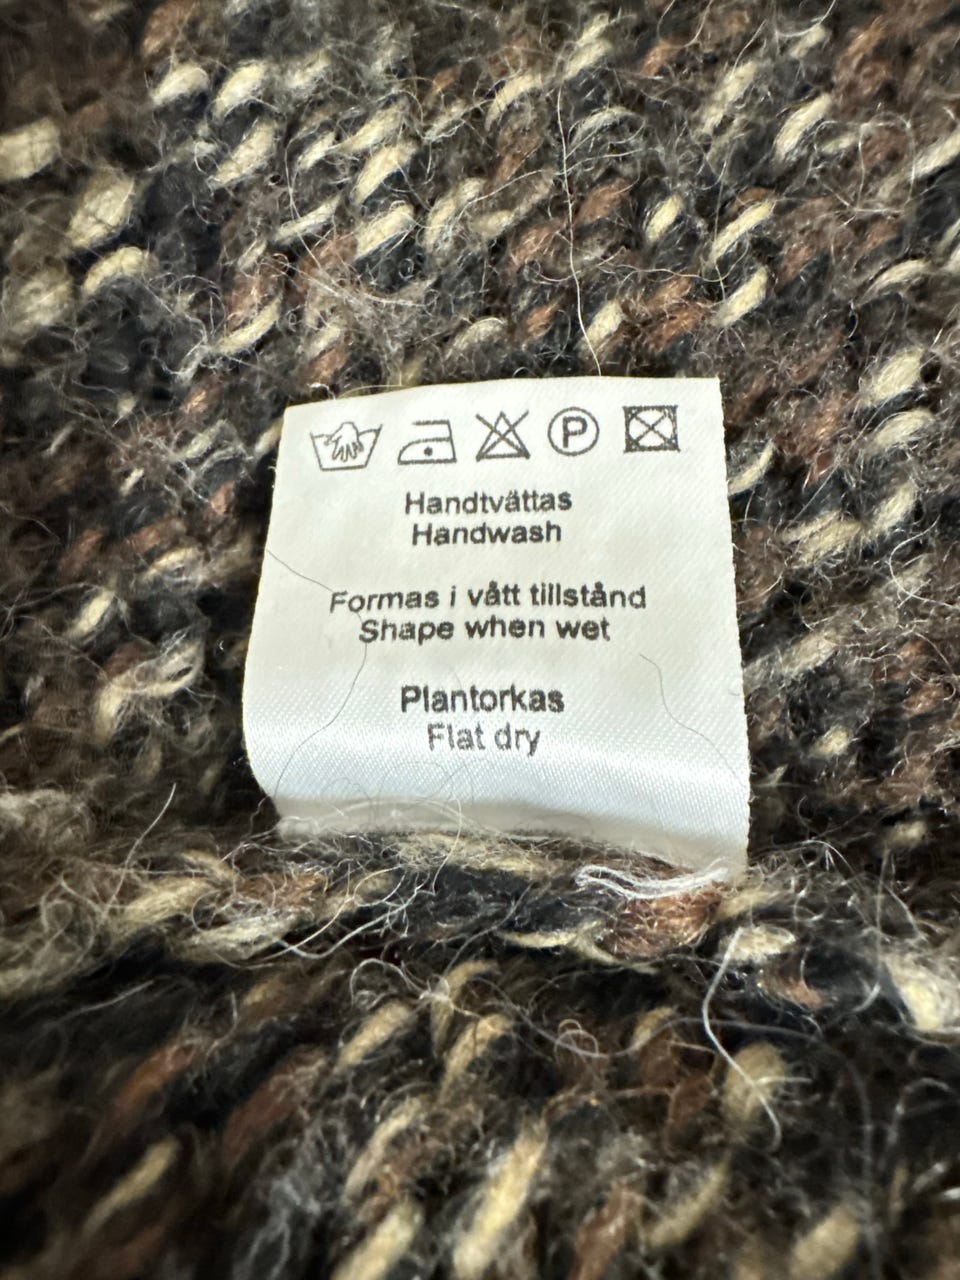 P
Handtvättas
Handwash
Formas i vått tillstånd
Shape when wet
Plantorkas
Flat dry